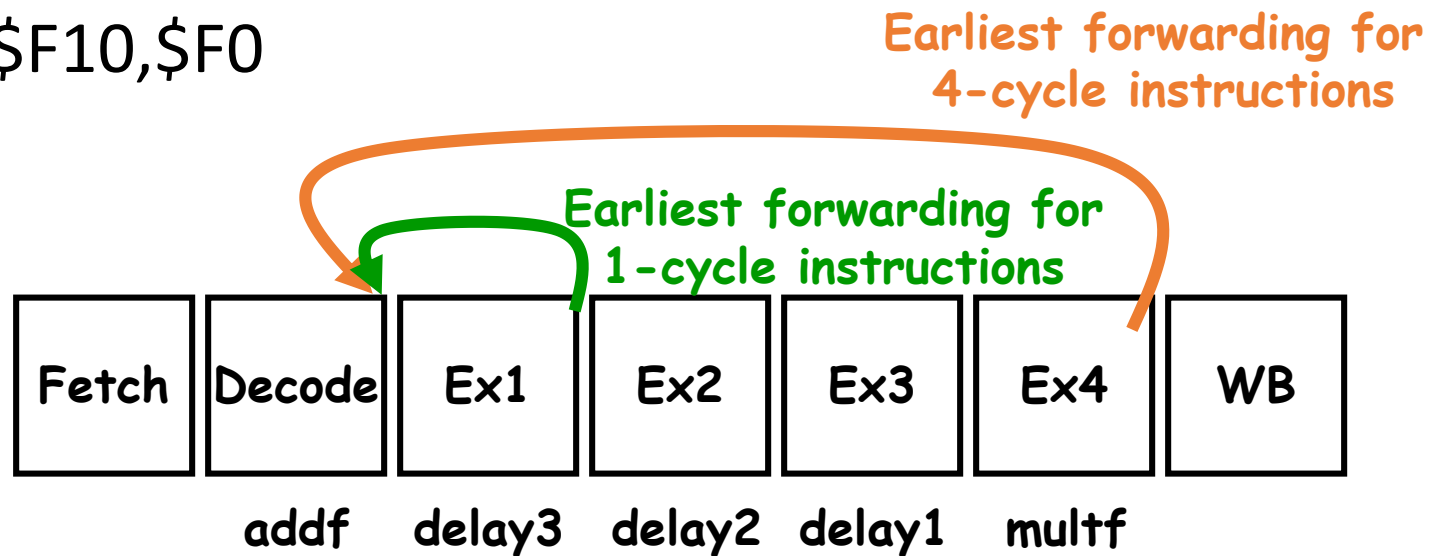 $F10,$F0
Earliest forwarding for
4-cycle instructions
Earliest forwarding for
1-cycle instructions
Fetch Decode Ex1 Ex2 Ex3 Ex4 WB
addf delay3 delay2 delay1 multf